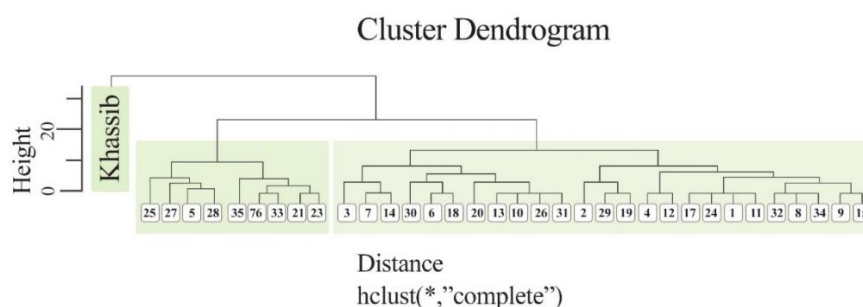 Cluster Dendrogram
Height
0 20
Khassib
25 27 5 28 35 76 33 21 23 3 7 14 30 6 18 20 13 10 26 31 2 29 19 4 12 17 24 1 11 32 8 34 9
Distance
hclust(*,”complete”)